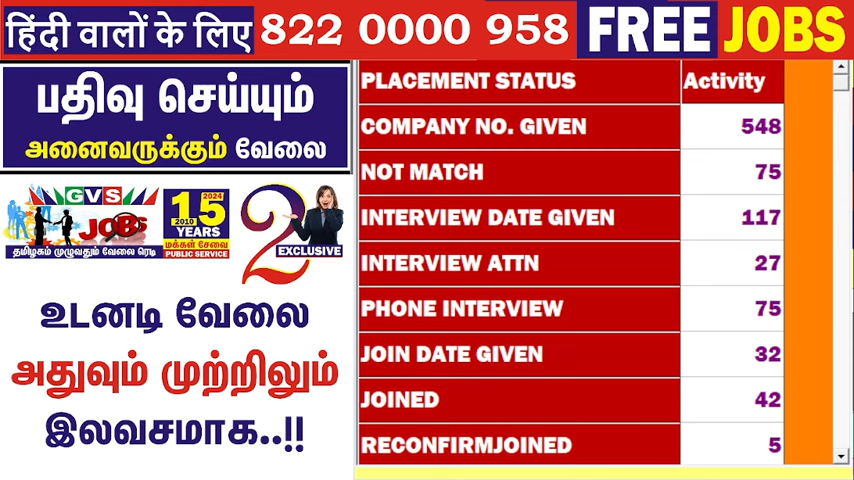 हिंदी वालों के लिए 822 0000 958 FREE JOBS
பதிவு செய்யும்
அனைவருக்கும் வேலை
GVS
JOBS
தமிழகம் முழுவதும் வேலை ரெடி
2010 15 2024
YEARS
மக்கள் சேவை
PUBLIC SERVICE
2
EXCLUSIVE
உடனடி வேலை
அதுவும் முற்றிலும்
இலவசமாக..!!
PLACEMENT STATUS Activity
COMPANY NO. GIVEN 548
NOT MATCH 75
INTERVIEW DATE GIVEN 117
INTERVIEW ATTN 27
PHONE INTERVIEW 75
JOIN DATE GIVEN 32
JOINED 42
RECONFIRMJOINED 5